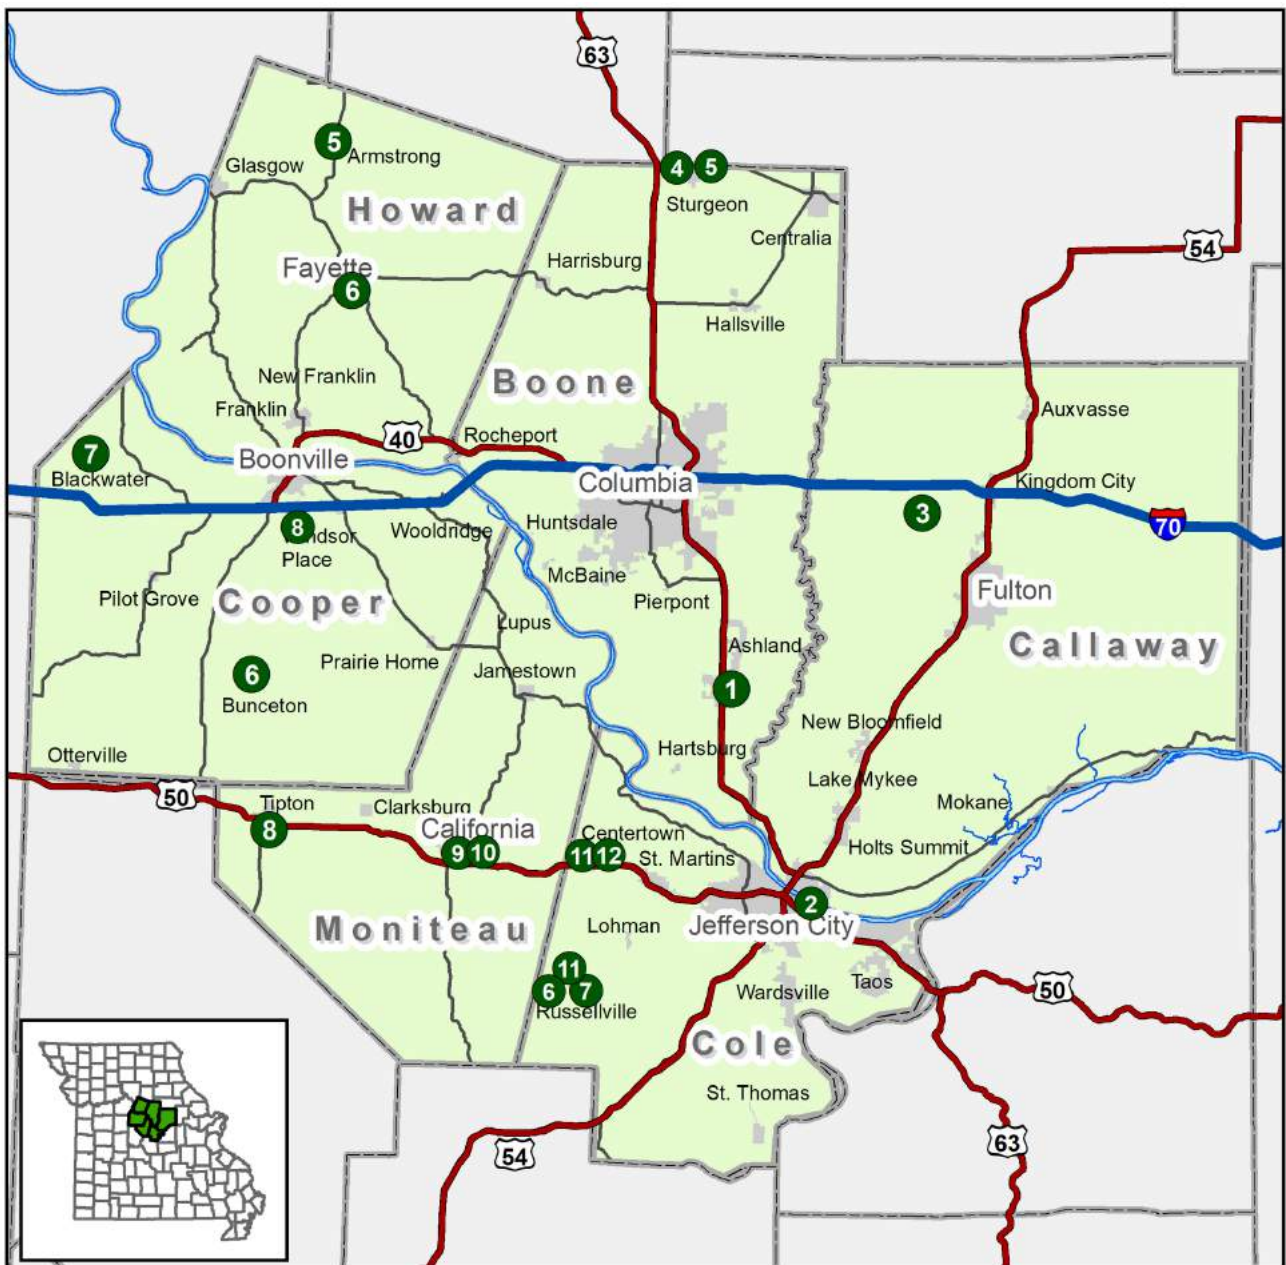 63
5
Armstrong
4
5
Glasgow
Sturgeon
Howard
Centralia
54
Harrisburg
Fayette
6
Hallsville
New Franklin
Boone
Franklin
Auxvasse
40
Rocheport
7
Boonville
Blackwater
Columbia
Kingdom City
3
70
8
Windsor
Place
Wooldridge
Huntsdale
McBaine
Fulton
Pilot Grove
Cooper
Pierpont
Lupus
Ashland
Callaway
Prairie Home
Jamestown
6
Bunceton
1
New Bloomfield
Hartsburg
Otterville
Lake Mykee
50
Tipton
Clarksburg
Mokane
8
California
Centertown
9
10
11
12
St. Martins
Holts Summit
2
Moniteau
Lohman
Jefferson City
11
6
7
Russellville
Wardsville
Taos
50
Cole
St. Thomas
54
63